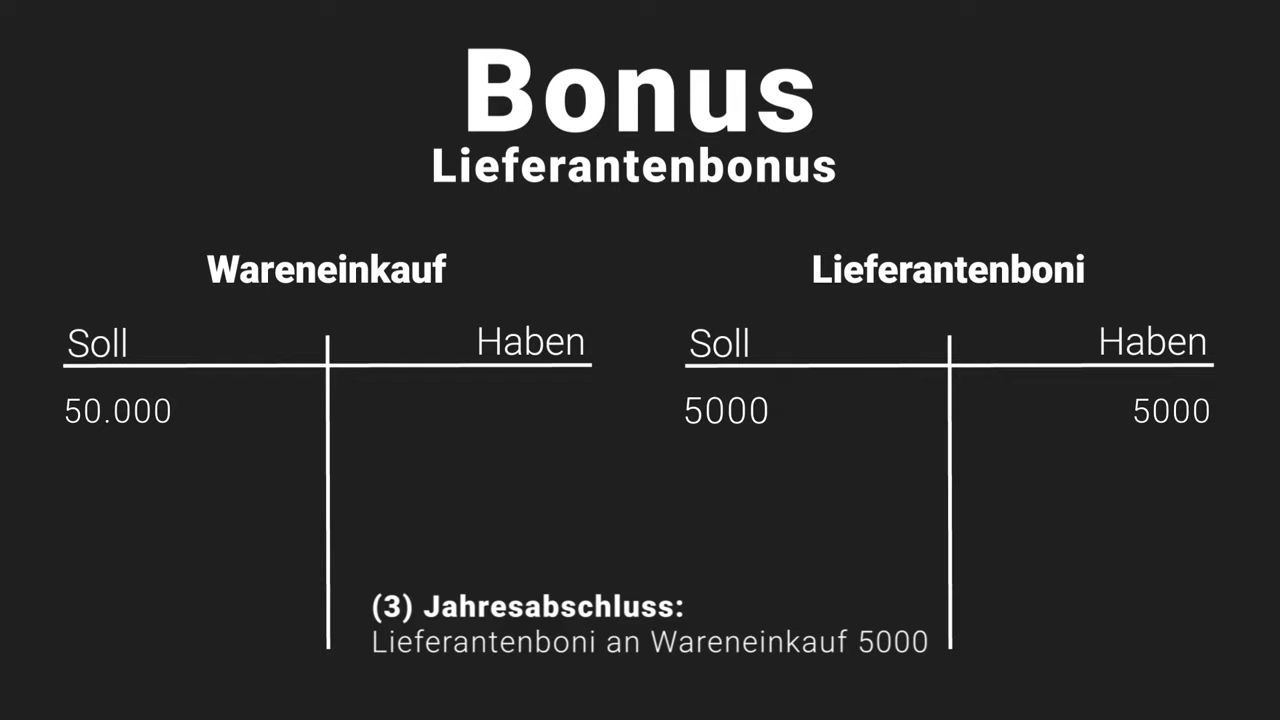 Bonus
Lieferantenbonus
Wareneinkauf
Lieferantenboni
Soll Haben
Soll Haben
50.000
5000 5000
(3) Jahresabschluss:
Lieferantenboni an Wareneinkauf 5000